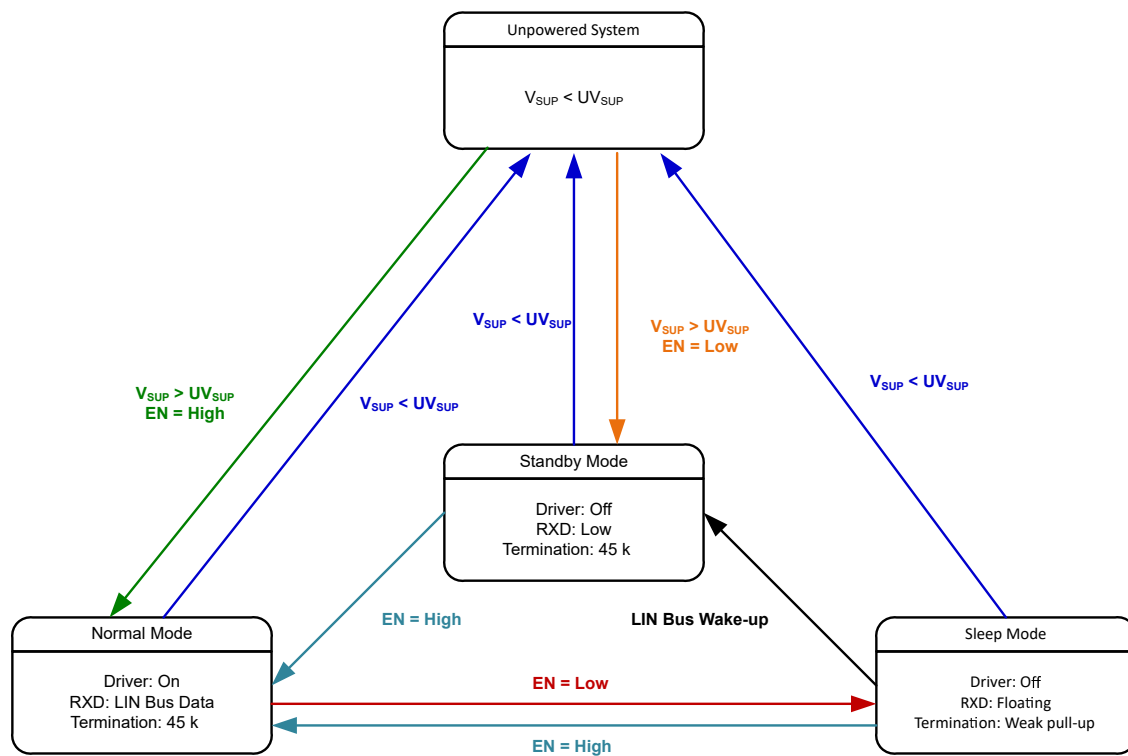 Unpowered System
VSUP < UVSUP
VSUP < UVSUP
VSUP > UVSUP
EN = Low
VSUP < UVSUP
VSUP > UVSUP
EN = High
VSUP < UVSUP
Standby Mode
Driver: Off
RXD: Low
Termination: 45 k
EN = High
LIN Bus Wake-up
Normal Mode
Driver: On
RXD: LIN Bus Data
Termination: 45 k
EN = Low
EN = High
Sleep Mode
Driver: Off
RXD: Floating
Termination: Weak pull-up